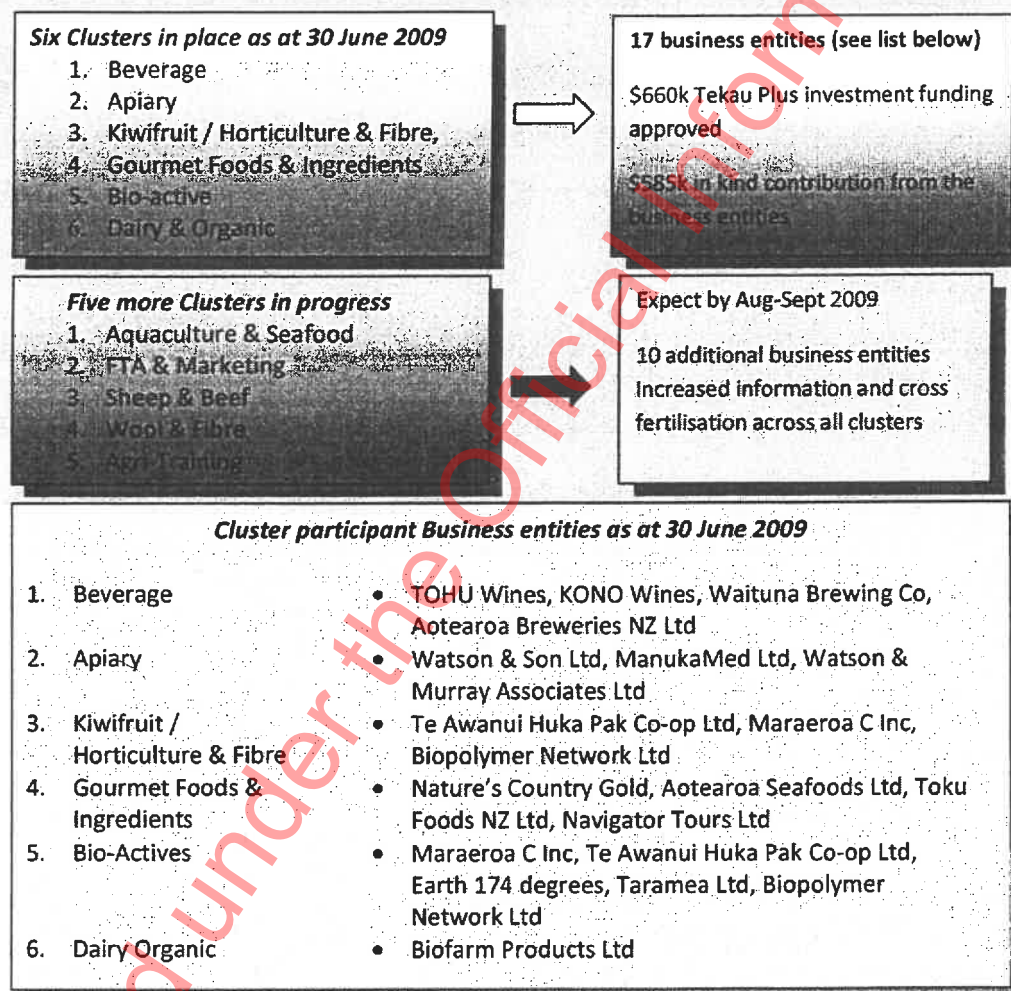 Six Clusters in place as at 30 June 2009
1. Beverage
2. Apiary
3. Kiwifruit / Horticulture & Fibre,
4. Gourmet Foods & Ingredients
5. Bio-active
6. Dairy & Organic
17 business entities (see list below)
$660k Tekau Plus investment funding
approved
$585k in kind contribution from the
business entities
Five more Clusters in progress
1. Aquaculture & Seafood
2. FTA & Marketing
3. Sheep & Beef
4. Wool & Fibre
5. Agri-Training
Expect by Aug-Sept 2009
10 additional business entities
Increased information and cross
fertilisation across all clusters
Cluster participant Business entities as at 30 June 2009
1. Beverage • TOHU Wines, KONO Wines, Waituna Brewing Co,
Aotearoa Breweries NZ Ltd
2. Apiary • Watson & Son Ltd, ManukaMed Ltd, Watson &
Murray Associates Ltd
3. Kiwifruit / • Te Awanui Huka Pak Co-op Ltd, Maraeroa C Inc,
Horticulture & Fibre Biopolymer Network Ltd
4. Gourmet Foods & • Nature's Country Gold, Aotearoa Seafoods Ltd, Toku
Ingredients Foods NZ Ltd, Navigator Tours Ltd
5. Bio-Actives • Maraeroa C Inc, Te Awanui Huka Pak Co-op Ltd,
Earth 174 degrees, Taramea Ltd, Biopolymer
Network Ltd
6. Dairy Organic • Biofarm Products Ltd
d under the Official Inform